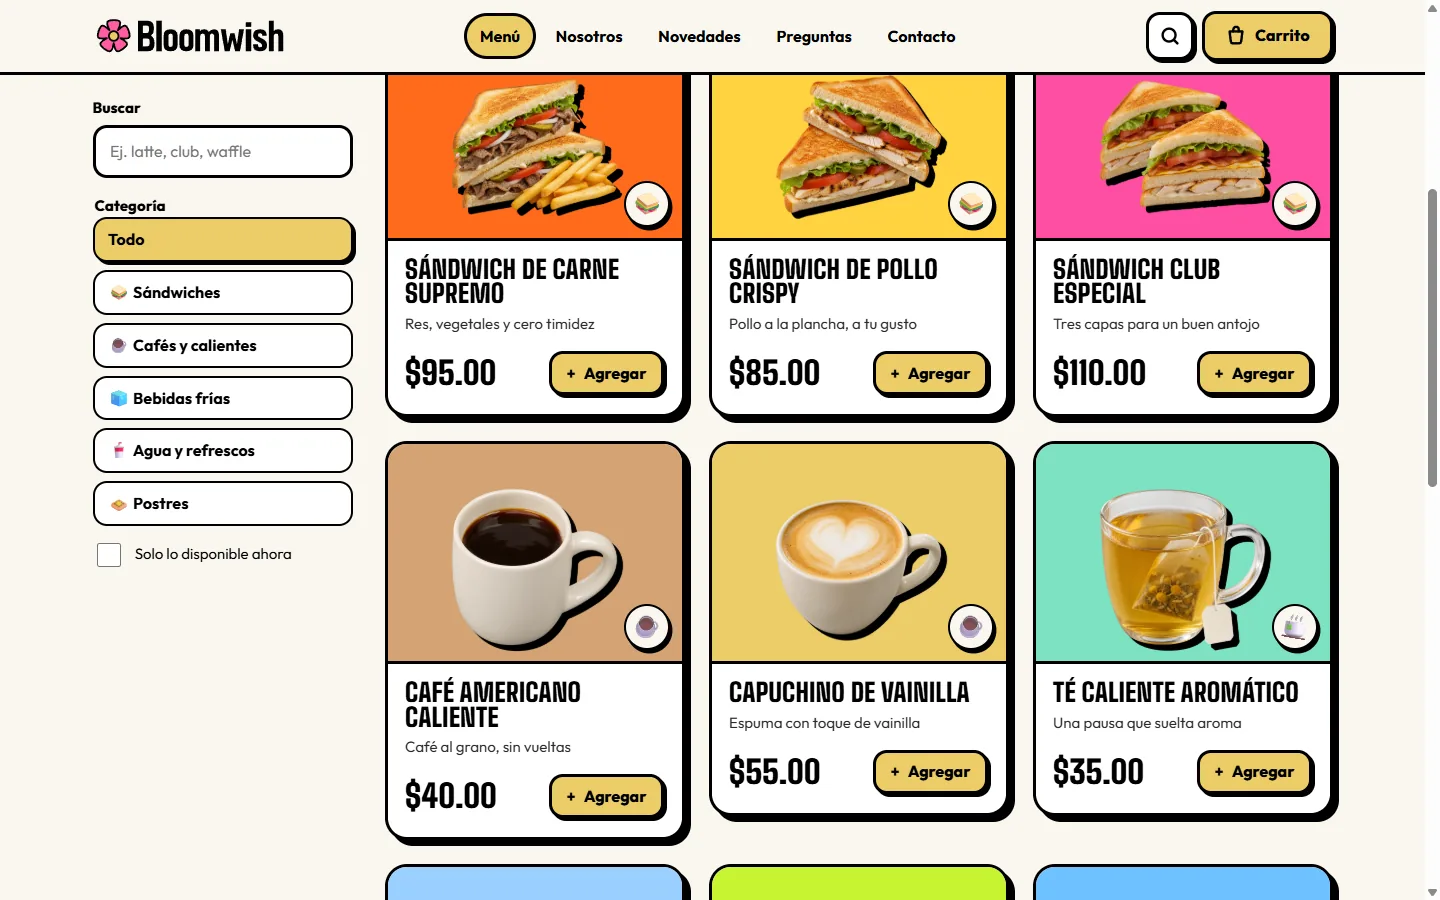 Bloomwish
Menú
Nosotros
Novedades
Preguntas
Contacto
Carrito
Buscar
Ej. latte, club, waffle
Categoría
Todo
Sándwiches
Cafés y calientes
Bebidas frías
Agua y refrescos
Postres
Solo lo disponible ahora
SÁNDWICH DE CARNE
SUPREMO
Res, vegetales y cero timidez
$95.00
+ Agregar
SÁNDWICH DE POLLO
CRISPY
Pollo a la plancha, a tu gusto
$85.00
+ Agregar
SÁNDWICH CLUB
ESPECIAL
Tres capas para un buen antojo
$110.00
+ Agregar
CAFÉ AMERICANO
CALIENTE
Café al grano, sin vueltas
$40.00
+ Agregar
CAPUCHINO DE VAINILLA
Espuma con toque de vainilla
$55.00
+ Agregar
TÉ CALIENTE AROMÁTICO
Una pausa que suelta aroma
$35.00
+ Agregar